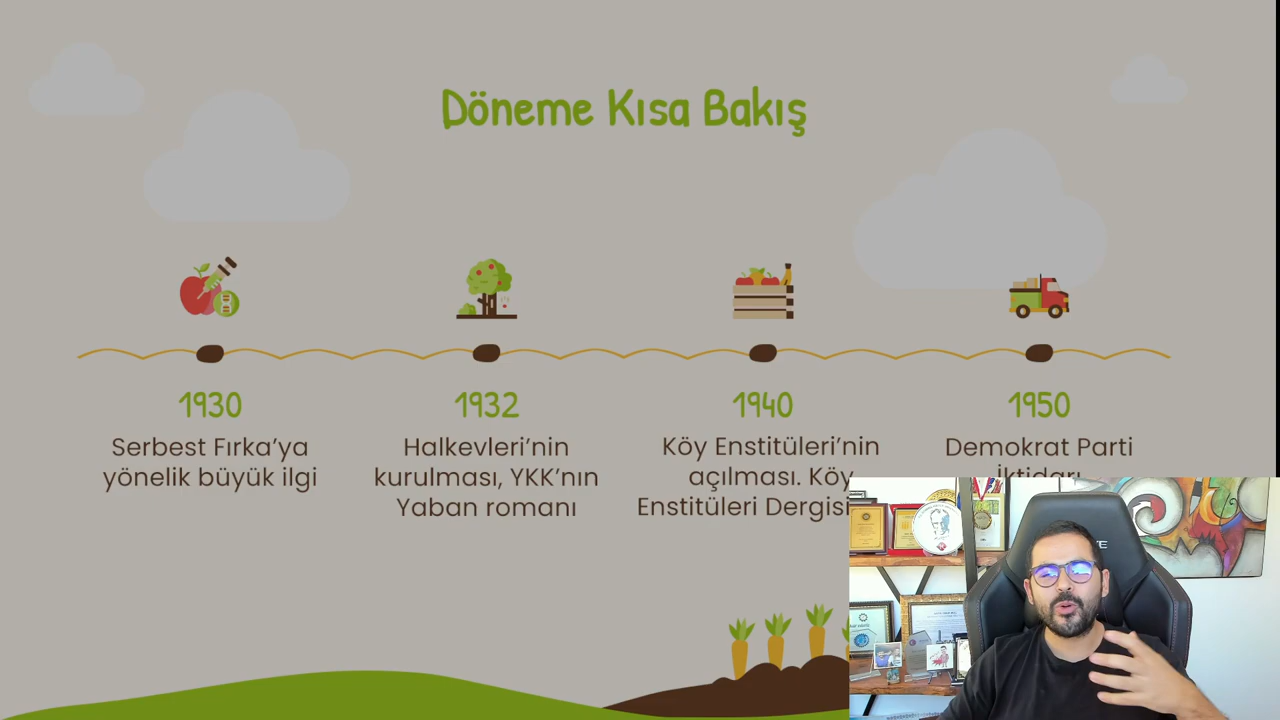 Döneme Kısa Bakış
1930
Serbest Fırka’ya
yönelik büyük ilgi
1932
Halkevleri’nin
kurulması, YKK’nın
Yaban romanı
1940
Köy Enstitüleri’nin
açılması. Köy
Enstitüleri Dergisi
1950
Demokrat Parti
İktidarı